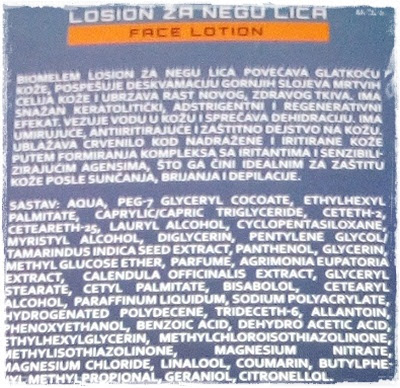 LOSION ZA NEGU LICA
FACE LOTION
BIOMELEM LOSION ZA NEGU LICA POVEĆAVA GLATKOĆU
KOŽE, POSPEŠUJE DESKVAMACIJU GORNJIH SLOJEVA MRTVIH
ĆELIJA KOŽE I UBRZAVA RAST NOVOG, ZDRAVOG TKIVA. IMA
SNAŽAN KERATOLITIČKI, ADSTRIGENTNI I REGENERATIVNI
EFEKAT. VEZUJE VODU U KOŽU I SPREČAVA DEHIDRACIJU. IMA
UMIRUJUĆE, ANTIIRITIRAJUĆE I ZAŠTITNO DEJSTVO NA KOŽU.
UBLAŽAVA CRVENILO KOD NADRAŽENE I IRITIRANE KOŽE
PUTEM FORMIRANJA KOMPLEKSA SA IRITANTIMA I SENZIBILI-
ZIRAJUĆIM AGENSIMA, ŠTO GA ČINI IDEALNIM ZA ZAŠTITU
KOŽE POSLE SUNČANJA, BRIJANJA I DEPILACIJE.
SASTAV: AQUA, PEG-7 GLYCERYL COCOATE, ETHYLHEXYL
PALMITATE, CAPRYLIC/CAPRIC TRIGLYCERIDE, CETETH-2,
CETEARETH-25, LAURYL ALCOHOL, CYCLOPENTASILOXANE,
MYRISTYL ALCOHOL, DIGLYCERIN, PENTYLENE GLYCOL/
TAMARINDUS INDICA SEED EXTRACT, PANTHENOL, GLYCERIN,
METHYL GLUCOSE ETHER, PARFUME, AGRIMONIA EUPATORIA
EXTRACT, CALENDULA OFFICINALIS EXTRACT, GLYCERYL
STEARATE, CETYL PALMITATE, BISABOLOL, CETEARYL
ALCOHOL, PARAFFINUM LIQUIDUM, SODIUM POLYACRYLATE,
HYDROGENATED POLYDECENE, TRIDECETH-6, ALLANTOIN
PHENOXYETHANOL, BENZOIC ACID, DEHYDRO ACETIC ACID,
ETHYLHEXYLGLYCERIN, METHYLCHLOROISOTHIAZOLINONE,
METHYLISOTHIAZOLINONE, MAGNESIUM NITRATE,
MAGNESIUM CHLORIDE, LINALOOL, COUMARIN, BUTYLPHE-
NYL METHYLPROPIONAL, GERANIOL, CITRONELLOL.